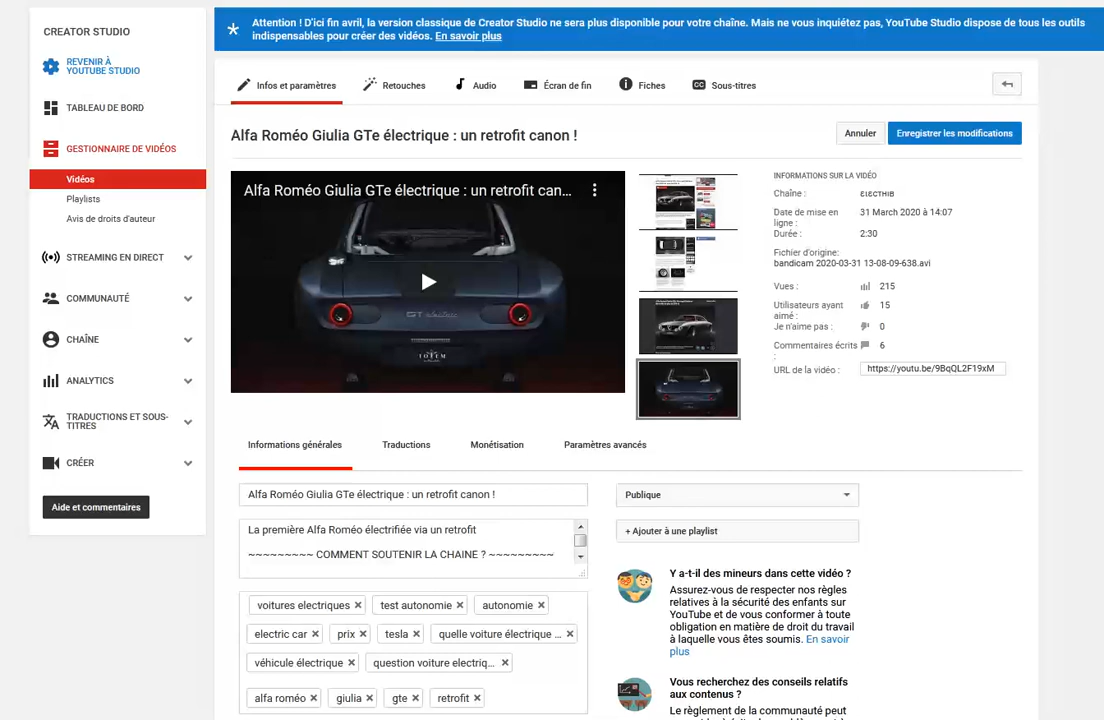 CREATOR STUDIO
REVENIR À
YOUTUBE STUDIO
TABLEAU DE BORD
GESTIONNAIRE DE VIDÉOS
Vidéos
Playlists
Avis de droits d'auteur
STREAMING EN DIRECT
COMMUNAUTÉ
CHAÎNE
ANALYTICS
TRADUCTIONS ET SOUS-
TITRES
CRÉER
Aide et commentaires
Attention ! D'ici fin avril, la version classique de Creator Studio ne sera plus disponible pour votre chaîne. Mais ne vous inquiétez pas, YouTube Studio dispose de tous les outils
indispensables pour créer des vidéos. En savoir plus
Infos et paramètres
Retouches
Audio
Écran de fin
Fiches
CC Sous-titres
Alfa Roméo Giulia GTe électrique : un retrofit canon !
Annuler
Enregistrer les modifications
Alfa Roméo Giulia GTe électrique : un retrofit can...
TOTEM
INFORMATIONS SUR LA VIDÉO
Chaîne :
Date de mise en ligne : 31 March 2020 à 14:07
Durée : 2:30
Fichier d'origine:
bandicam 2020-03-31 13-08-09-638.avi
Vues : 215
Utilisateurs ayant aimé : 15
Je n'aime pas : 0
Commentaires écrits : 6
URL de la vidéo : https://youtu.be/9BqQL2F19xM
Informations générales
Traductions
Monétisation
Paramètres avancés
Alfa Roméo Giulia GTe électrique : un retrofit canon !
La première Alfa Roméo électrifiée via un retrofit
~~~~~~~~~ COMMENT SOUTENIR LA CHAINE ? ~~~~~~~~~
voitures electriques × test autonomie × autonomie ×
electric car × prix × tesla × quelle voiture électrique ... ×
véhicule électrique × question voiture electriq... ×
alfa roméo × giulia × gte × retrofit ×
Publique
+ Ajouter à une playlist
Y a-t-il des mineurs dans cette vidéo ?
Assurez-vous de respecter nos règles
relatives à la sécurité des enfants sur
YouTube et de vous conformer à toute
obligation en matière de droit du travail
à laquelle vous êtes soumis. En savoir
plus
Vous recherchez des conseils relatifs
aux contenus ?
Le règlement de la communauté peut